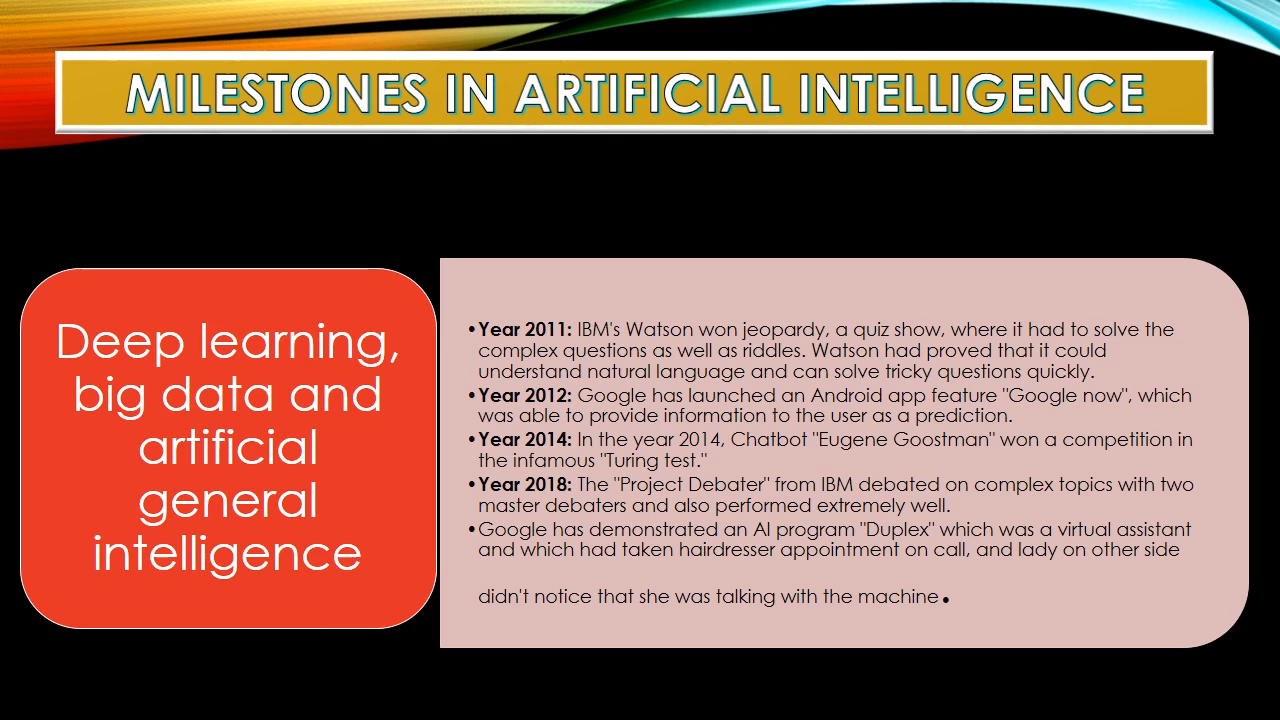 MILESTONES IN ARTIFICIAL INTELLIGENCE
Deep learning,
big data and
artificial
general
intelligence
•Year 2011: IBM's Watson won jeopardy, a quiz show, where it had to solve the
complex questions as well as riddles. Watson had proved that it could
understand natural language and can solve tricky questions quickly.
•Year 2012: Google has launched an Android app feature "Google now", which
was able to provide information to the user as a prediction.
•Year 2014: In the year 2014, Chatbot "Eugene Goostman" won a competition in
the infamous "Turing test."
•Year 2018: The "Project Debater" from IBM debated on complex topics with two
master debaters and also performed extremely well.
•Google has demonstrated an AI program "Duplex" which was a virtual assistant
and which had taken hairdresser appointment on call, and lady on other side
didn't notice that she was talking with the machine.